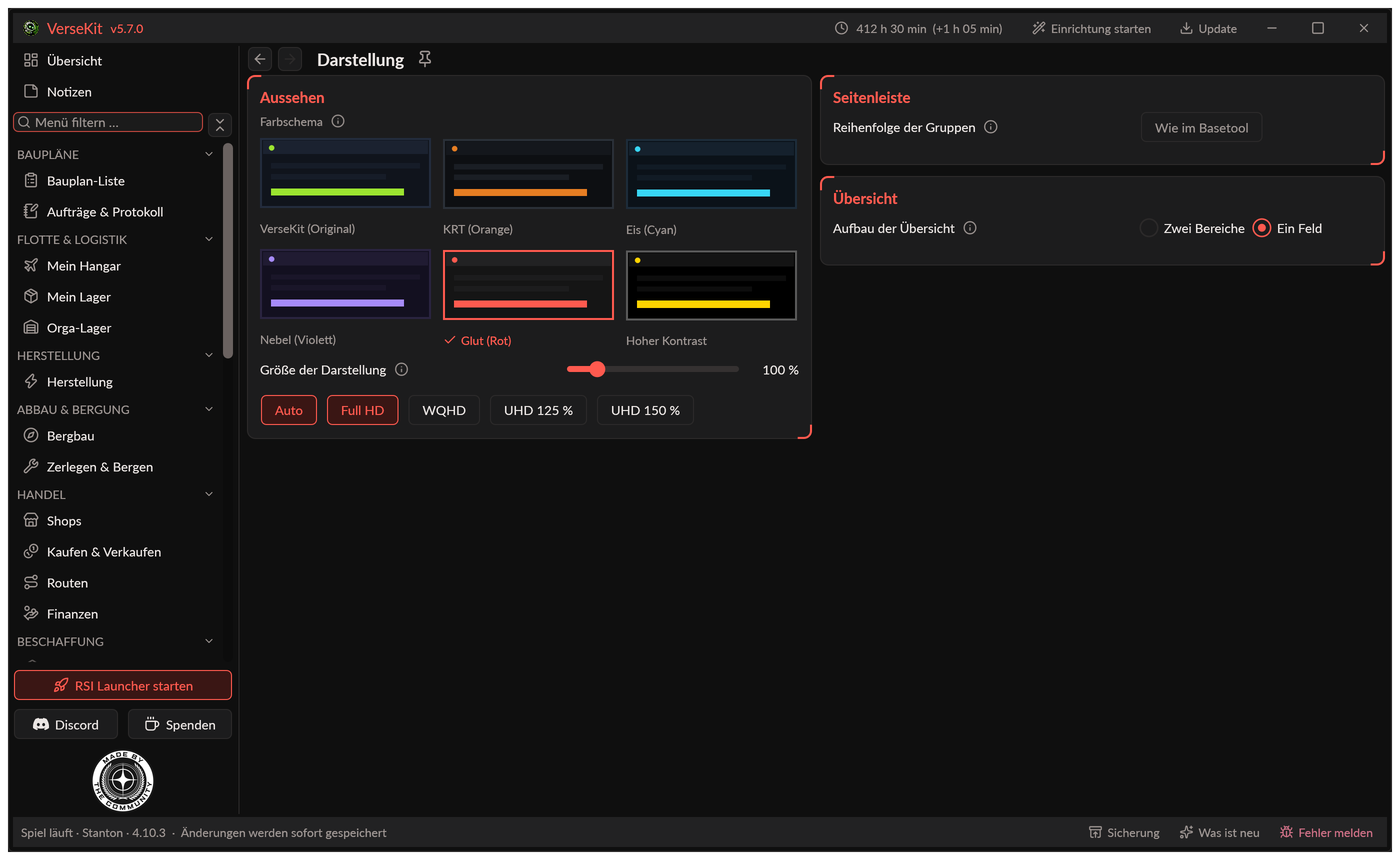 VerseKit v5.7.0
412 h 30 min (+1 h 05 min)
Einrichtung starten
Update
Übersicht
Notizen
Menü filtern ...
BAUPLÄNE
Bauplan-Liste
Aufträge & Protokoll
FLOTTE & LOGISTIK
Mein Hangar
Mein Lager
Orga-Lager
HERSTELLUNG
Herstellung
ABBAU & BERGUNG
Bergbau
Zerlegen & Bergen
HANDEL
Shops
Kaufen & Verkaufen
Routen
Finanzen
BESCHAFFUNG
RSI Launcher starten
Discord
Spenden
MADE BY
THE COMMUNITY
Darstellung
Aussehen
Farbschema
VerseKit (Original)
KRT (Orange)
Eis (Cyan)
Nebel (Violett)
Glut (Rot)
Hoher Kontrast
Größe der Darstellung
100 %
Auto
Full HD
WQHD
UHD 125 %
UHD 150 %
Seitenleiste
Reihenfolge der Gruppen
Wie im Basetool
Übersicht
Aufbau der Übersicht
Zwei Bereiche
Ein Feld
Spiel läuft · Stanton · 4.10.3 · Änderungen werden sofort gespeichert
Sicherung
Was ist neu
Fehler melden